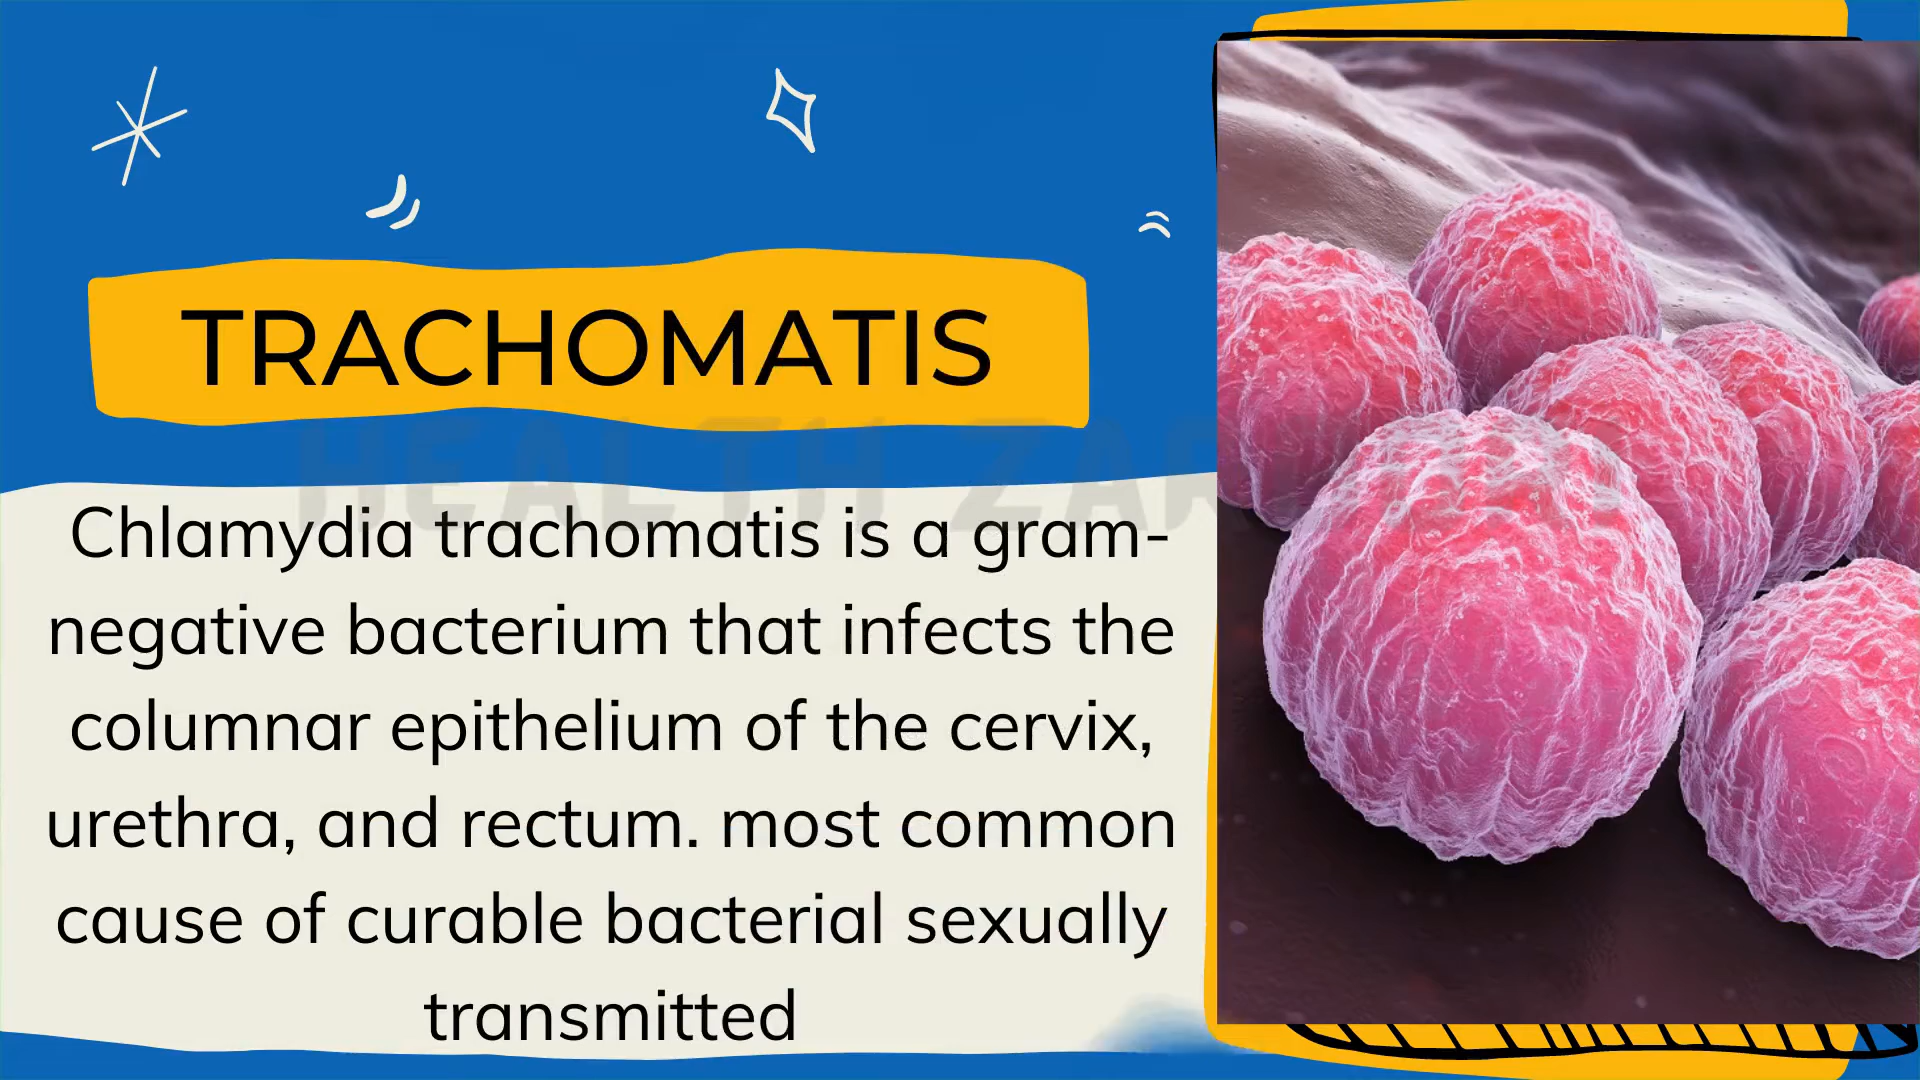 TRACHOMATIS
Chlamydia trachomatis is a gram-
negative bacterium that infects the
columnar epithelium of the cervix,
urethra, and rectum. most common
cause of curable bacterial sexually
transmitted
HEALTH